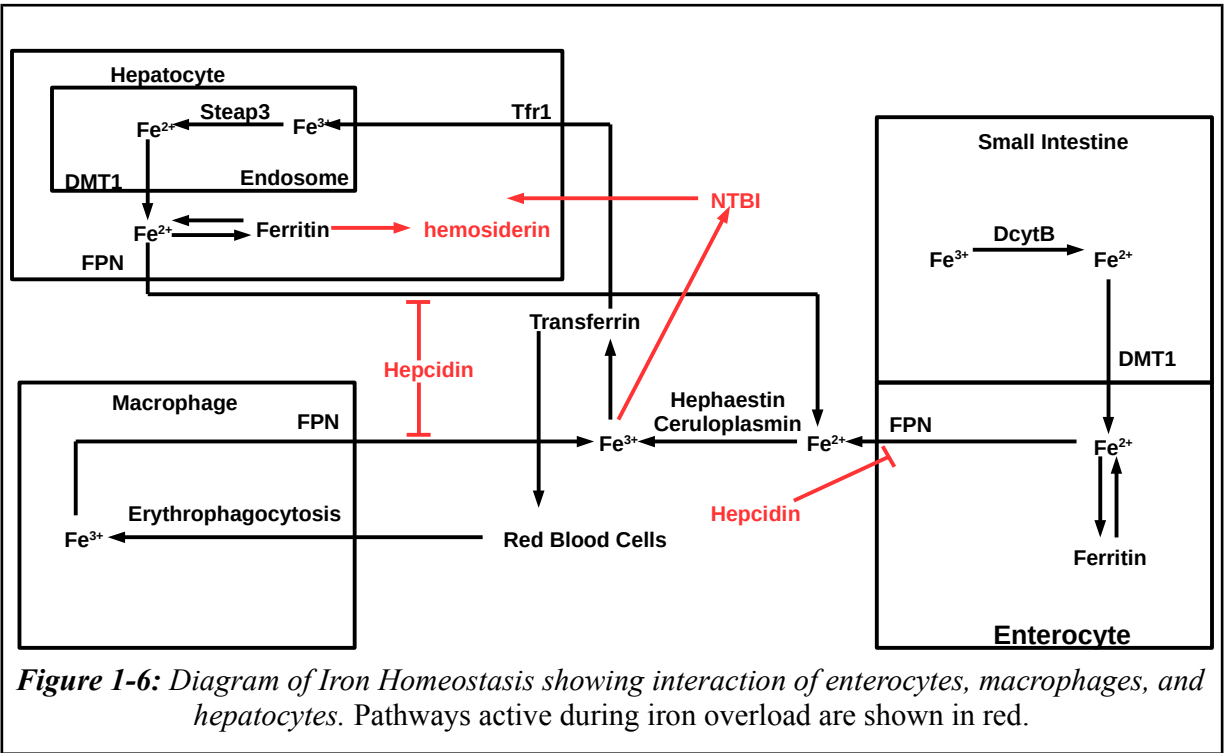 Hepatocyte
Steap3
Tfr1
Fe²⁺
Fe³⁺
DMT1
Endosome
Fe²⁺
Ferritin
hemosiderin
FPN
NTBI
Small Intestine
DcytB
Fe³⁺
Fe²⁺
DMT1
Transferrin
Hepcidin
Macrophage
FPN
Hephaestin
Ceruloplasmin
Fe³⁺
Fe²⁺
FPN
Fe²⁺
Hepcidin
Erythrophagocytosis
Fe³⁺
Red Blood Cells
Ferritin
Enterocyte
Figure 1-6: Diagram of Iron Homeostasis showing interaction of enterocytes, macrophages, and
hepatocytes. Pathways active during iron overload are shown in red.